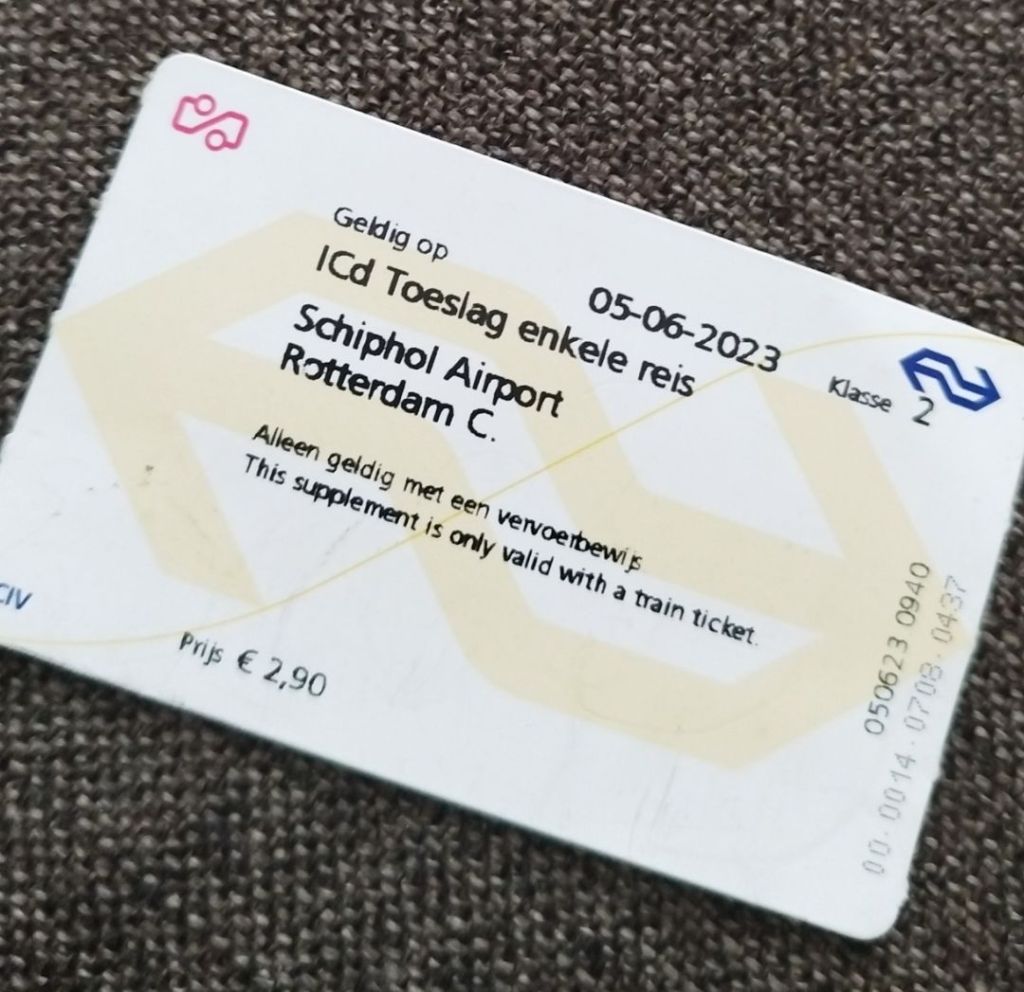 Geldig op 05-06-2023
ICd Toeslag enkele reis
Klasse 2
Schiphol Airport
Rotterdam C.
Alleen geldig met een vervoerbewijs
This supplement is only valid with a train ticket.
CIV
Prijs € 2,90
050623 0940
00-0014-0708-0437